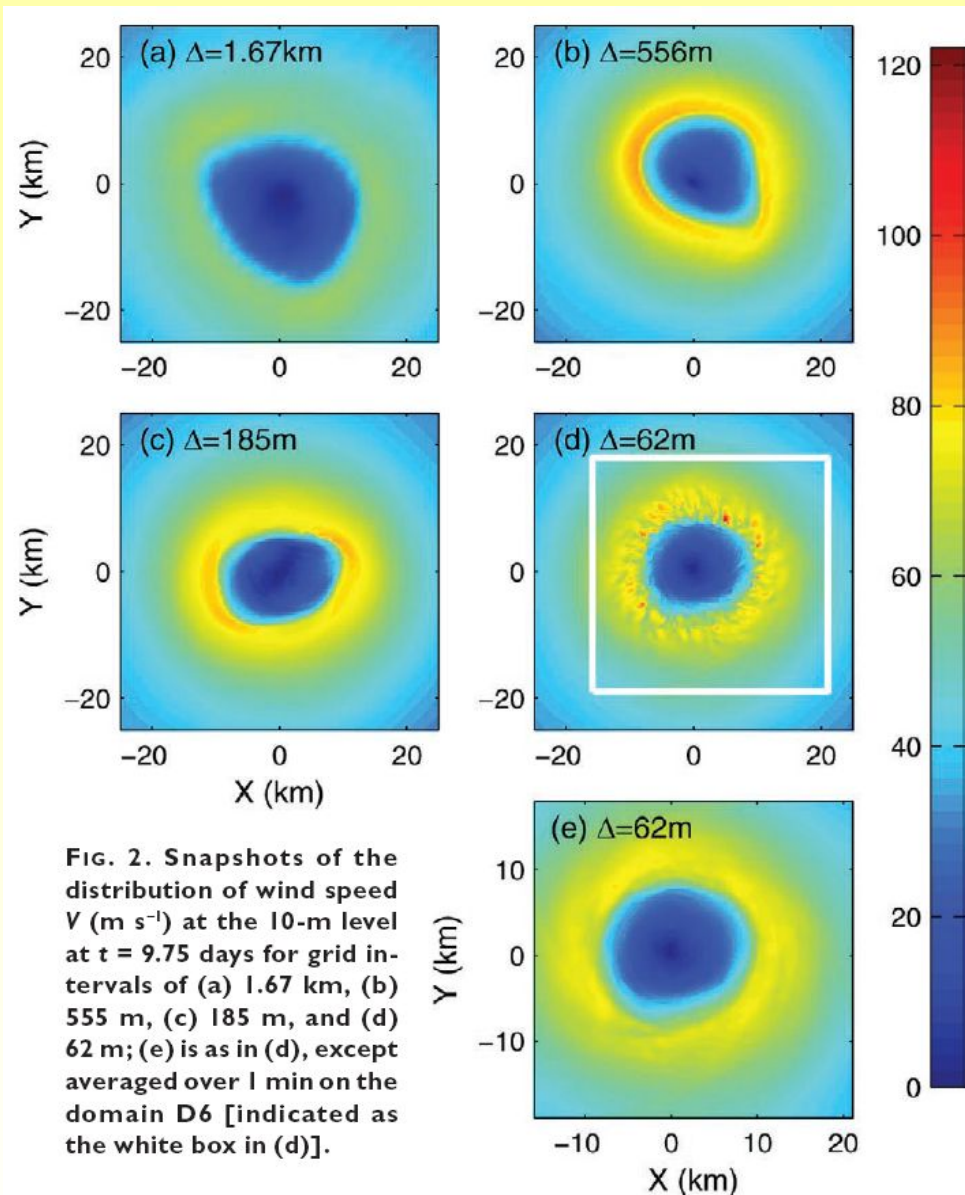 (a) Δ=1.67km
(b) Δ=556m
20
0
−20
Y (km)
−20 0 20
20
0
−20
−20 0 20
(c) Δ=185m
(d) Δ=62m
20
0
−20
Y (km)
−20 0 20
X (km)
20
0
−20
−20 0 20
(e) Δ=62m
10
0
−10
Y (km)
−10 0 10 20
X (km)
120
100
80
60
40
20
0
FIG. 2. Snapshots of the
distribution of wind speed
V (m s⁻¹) at the 10-m level
at t = 9.75 days for grid in-
tervals of (a) 1.67 km, (b)
555 m, (c) 185 m, and (d)
62 m; (e) is as in (d), except
averaged over 1 min on the
domain D6 [indicated as
the white box in (d)].